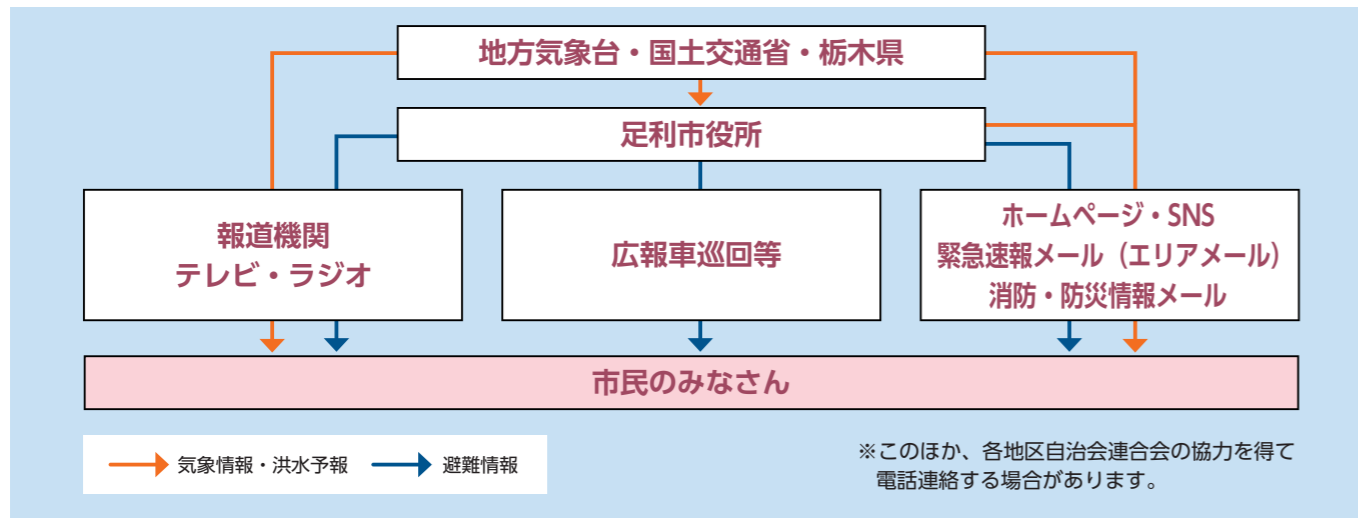 地方気象台・国土交通省・栃木県
足利市役所
報道機関
テレビ・ラジオ
広報車巡回等
ホームページ・SNS
緊急速報メール（エリアメール）
消防・防災情報メール
市民のみなさん
気象情報・洪水予報
避難情報
※このほか、各地区自治会連合会の協力を得て
電話連絡する場合があります。